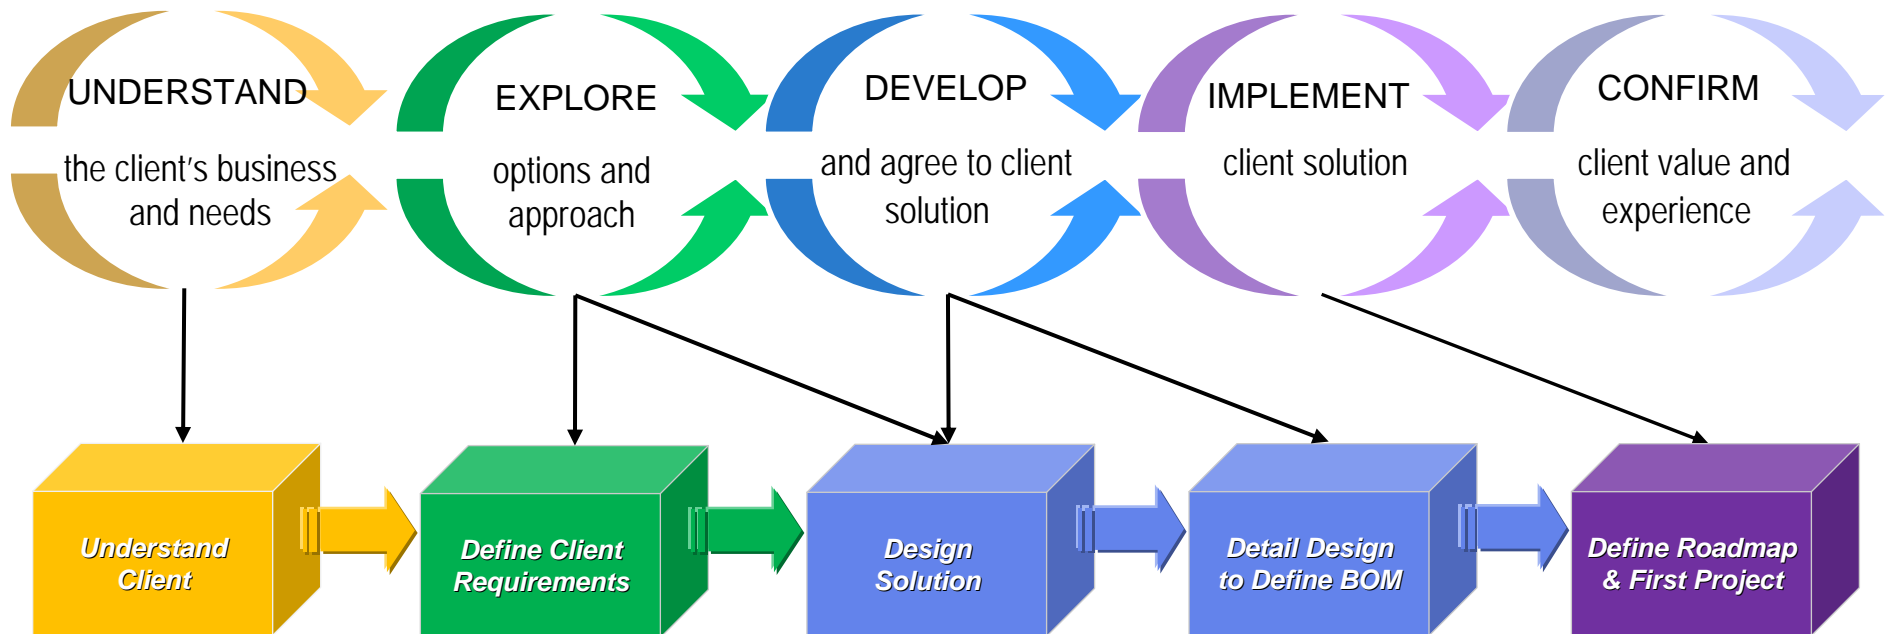 UNDERSTAND
the client's business
and needs
EXPLORE
options and
approach
DEVELOP
and agree to client
solution
IMPLEMENT
client solution
CONFIRM
client value and
experience
Understand
Client
Define Client
Requirements
Design
Solution
Detail Design
to Define BOM
Define Roadmap
& First Project